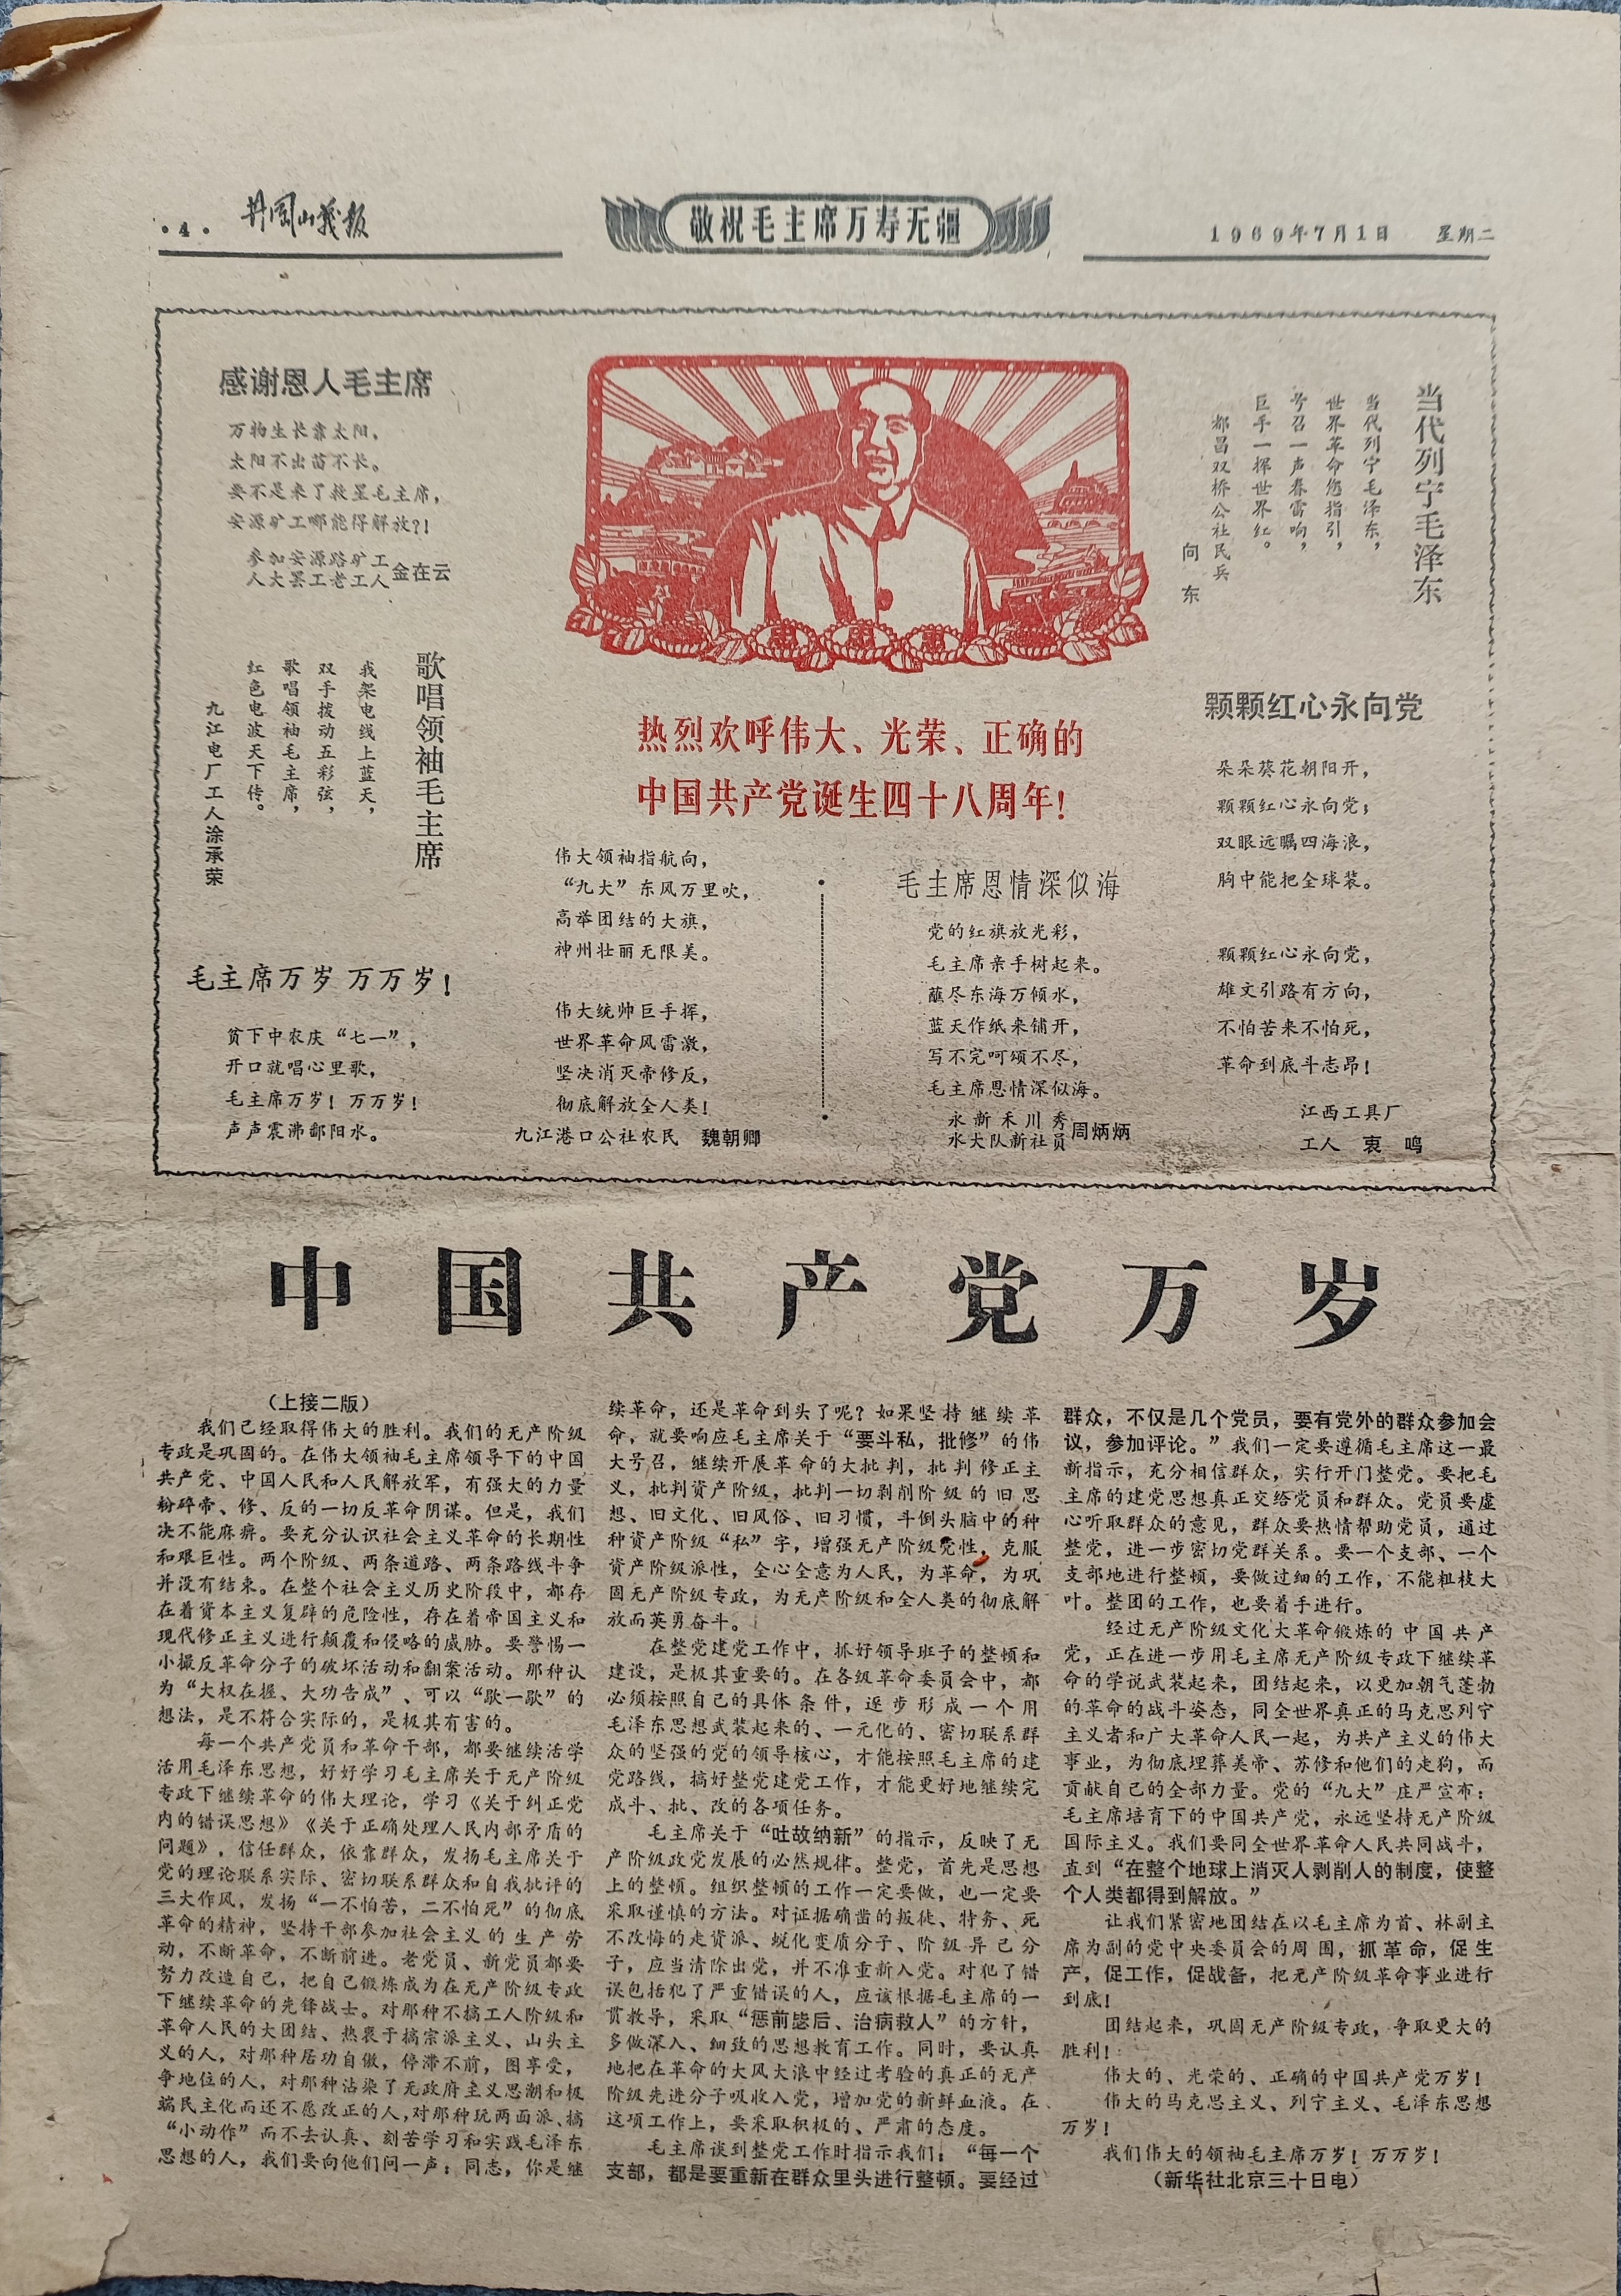 ·4·
井冈山战报
敬祝毛主席万寿无疆
1969年7月1日 星期二
感谢恩人毛主席
万物生长靠太阳，
太阳不出苗不长。
要不是来了救星毛主席，
安源矿工哪能得解放?!
参加安源路矿工
人大罢工老工人 金在云
歌唱领袖毛主席
我架电线上蓝天，
双手拨动五彩弦，
歌唱领袖毛主席，
红色电波天下传。
九江电厂工人 涂承荣
毛主席万岁 万万岁！
贫下中农庆“七一”，
开口就唱心里歌，
毛主席万岁！万万岁！
声声震沸鄱阳水。
热烈欢呼伟大、光荣、正确的
中国共产党诞生四十八周年！
伟大领袖指航向，
“九大”东风万里吹，
高举团结的大旗，
神州壮丽无限美。
伟大统帅巨手挥，
世界革命风雷激，
坚决消灭帝修反，
彻底解放全人类！
九江港口公社农民 魏朝卿
毛主席恩情深似海
党的红旗放光彩，
毛主席亲手树起来。
蘸尽东海万倾水，
蓝天作纸来铺开，
写不完呵颂不尽，
毛主席恩情深似海。
永新禾川秀
水大队新社员 周炳炳
当代列宁毛泽东
当代列宁毛泽东，
世界革命您指引，
号召一声春雷响，
巨手一挥世界红。
都昌双桥公社民兵
向 东
颗颗红心永向党
朵朵葵花朝阳开，
颗颗红心永向党；
双眼远瞩四海浪，
胸中能把全球装。
颗颗红心永向党，
雄文引路有方向，
不怕苦来不怕死，
革命到底斗志昂！
江西工具厂
工人 衷 鸣
中国共产党万岁
（上接二版）
我们已经取得伟大的胜利。我们的无产阶级
专政是巩固的。在伟大领袖毛主席领导下的中国
共产党、中国人民和人民解放军，有强大的力量
粉碎帝、修、反的一切反革命阴谋。但是，我们
决不能麻痹。要充分认识社会主义革命的长期性
和艰巨性。两个阶级、两条道路、两条路线斗争
并没有结束。在整个社会主义历史阶段中，都存
在着资本主义复辟的危险性，存在着帝国主义和
现代修正主义进行颠覆和侵略的威胁。要警惕一
小撮反革命分子的破坏活动和翻案活动。那种认
为“大权在握、大功告成”、可以“歇一歇”的
想法，是不符合实际的，是极其有害的。
每一个共产党员和革命干部，都要继续活学
活用毛泽东思想，好好学习毛主席关于无产阶级
专政下继续革命的伟大理论，学习《关于纠正党
内的错误思想》《关于正确处理人民内部矛盾的
问题》，信任群众，依靠群众，发扬毛主席关于
党的理论联系实际、密切联系群众和自我批评的
三大作风，发扬“一不怕苦，二不怕死”的彻底
革命的精神，坚持干部参加社会主义的生产劳
动，不断革命，不断前进。老党员、新党员都要
努力改造自己，把自己锻炼成为在无产阶级专政
下继续革命的先锋战士。对那种不搞工人阶级和
革命人民的大团结、热衷于搞宗派主义、山头主
义的人，对那种居功自傲，停滞不前，图享受，
争地位的人，对那种沾染了无政府主义思潮和极
端民主化而还不愿改正的人，对那种玩两面派、搞
“小动作”而不去认真、刻苦学习和实践毛泽东
思想的人，我们要向他们问一声：同志，你是继
续革命，还是革命到头了呢？如果坚持继续革
命，就要响应毛主席关于“要斗私，批修”的伟
大号召，继续开展革命的大批判，批判修正主
义，批判资产阶级，批判一切剥削阶级的旧思
想、旧文化、旧风俗、旧习惯，斗倒头脑中的种
种资产阶级“私”字，增强无产阶级党性，克服
资产阶级派性，全心全意为人民，为革命，为巩
固无产阶级专政，为无产阶级和全人类的彻底解
放而英勇奋斗。
在整党建党工作中，抓好领导班子的整顿和
建设，是极其重要的。在各级革命委员会中，都
必须按照自己的具体条件，逐步形成一个用
毛泽东思想武装起来的、一元化的、密切联系群
众的坚强的党的领导核心，才能按照毛主席的建
党路线，搞好整党建党工作，才能更好地继续完
成斗、批、改的各项任务。
毛主席关于“吐故纳新”的指示，反映了无
产阶级政党发展的必然规律。整党，首先是思想
上的整顿。组织整顿的工作一定要做，也一定要
采取谨慎的方法。对证据确凿的叛徒、特务、死
不改悔的走资派、蜕化变质分子、阶级异己分
子，应当清除出党，并不准重新入党。对犯了错
误包括犯了严重错误的人，应该根据毛主席的一
贯教导，采取“惩前毖后、治病救人”的方针，
多做深入、细致的思想教育工作。同时，要认真
地把在革命的大风大浪中经过考验的真正的无产
阶级先进分子吸收入党，增加党的新鲜血液。在
这项工作上，要采取积极的、严肃的态度。
毛主席谈到整党工作时指示我们：“每一个
支部，都是要重新在群众里头进行整顿。要经过
群众，不仅是几个党员，要有党外的群众参加会
议，参加评论。”我们一定要遵循毛主席这一最
新指示，充分相信群众，实行开门整党。要把毛
主席的建党思想真正交给党员和群众。党员要虚
心听取群众的意见，群众要热情帮助党员，通过
整党，进一步密切党群关系。要一个支部、一个
支部地进行整顿，要做过细的工作，不能粗枝大
叶。整团的工作，也要着手进行。
经过无产阶级文化大革命锻炼的中国共产
党，正在进一步用毛主席无产阶级专政下继续革
命的学说武装起来，团结起来，以更加朝气蓬勃
的革命的战斗姿态，同全世界真正的马克思列宁
主义者和广大革命人民一起，为共产主义的伟大
事业，为彻底埋葬美帝、苏修和他们的走狗，而
贡献自己的全部力量。党的“九大”庄严宣布：
毛主席培育下的中国共产党，永远坚持无产阶级
国际主义。我们要同全世界革命人民共同战斗，
直到“在整个地球上消灭人剥削人的制度，使整
个人类都得到解放。”
让我们紧密地团结在以毛主席为首、林副主
席为副的党中央委员会的周围，抓革命，促生
产，促工作，促战备，把无产阶级革命事业进行
到底！
团结起来，巩固无产阶级专政，争取更大的
胜利！
伟大的、光荣的、正确的中国共产党万岁！
伟大的马克思主义、列宁主义、毛泽东思想
万岁！
我们伟大的领袖毛主席万岁！万万岁！
（新华社北京三十日电）